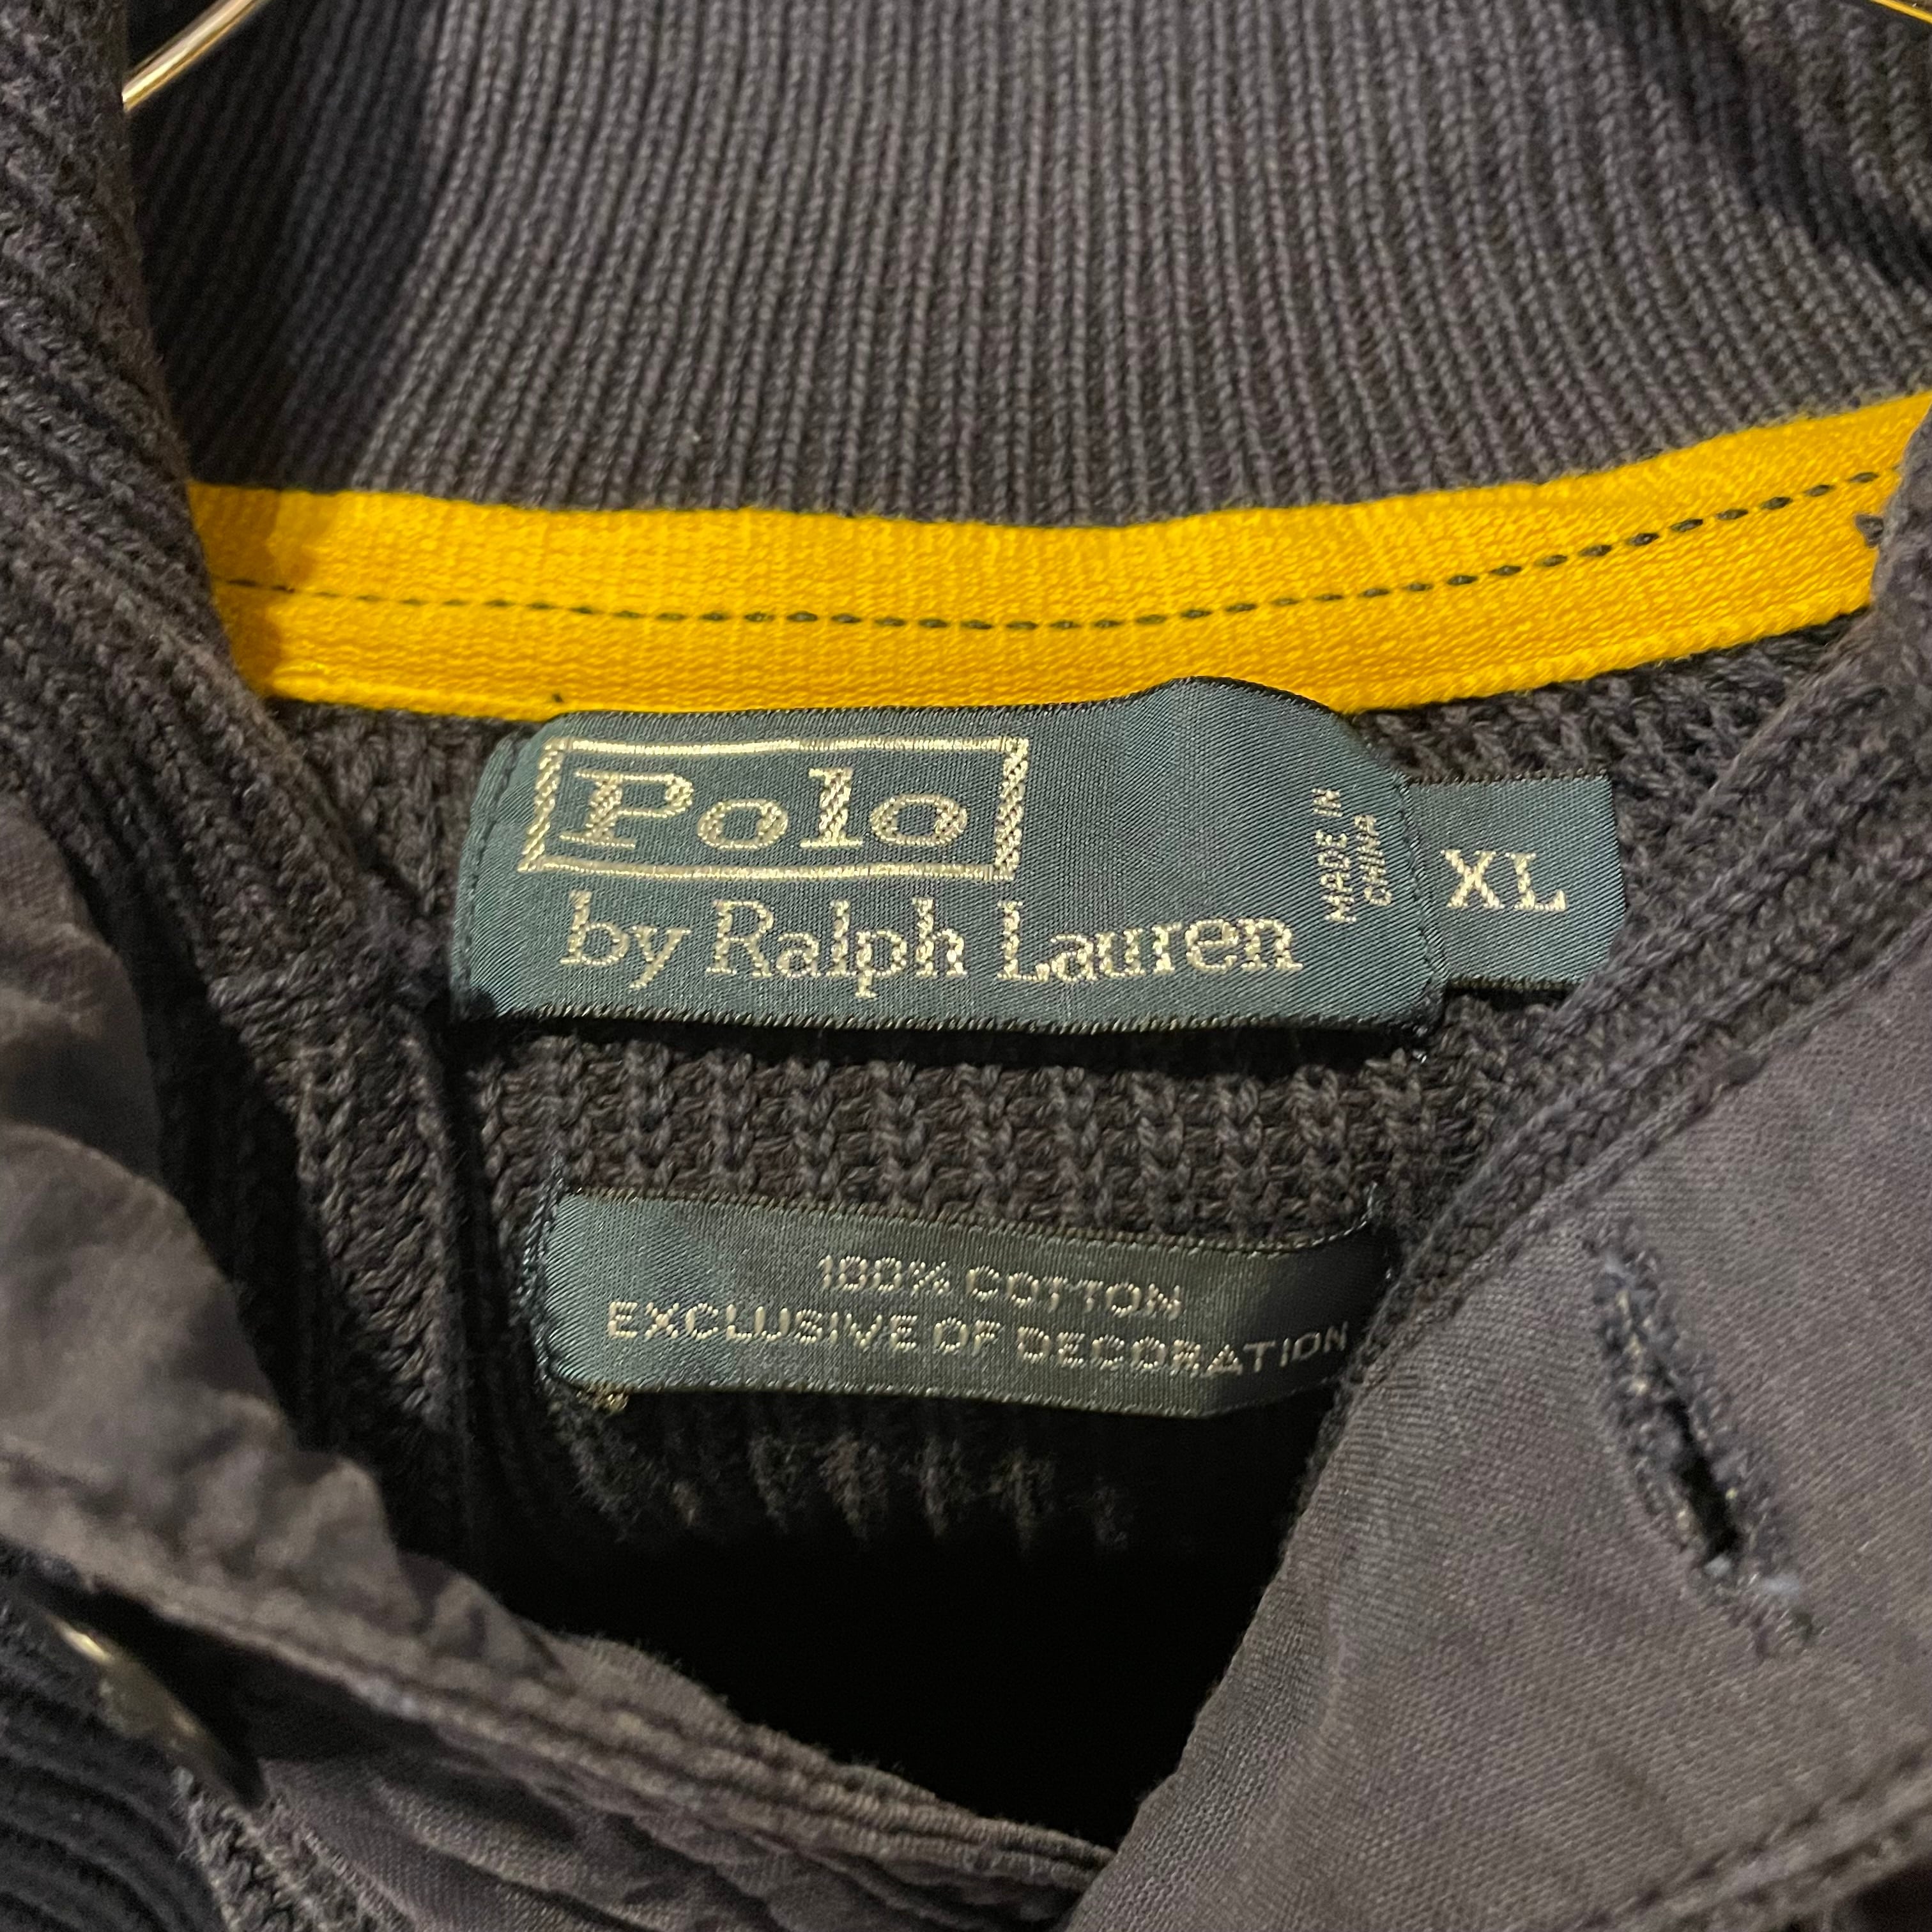 Polo
by Ralph Lauren
MADE IN
CHINA
XL
100% COTTON
EXCLUSIVE OF DECORATION